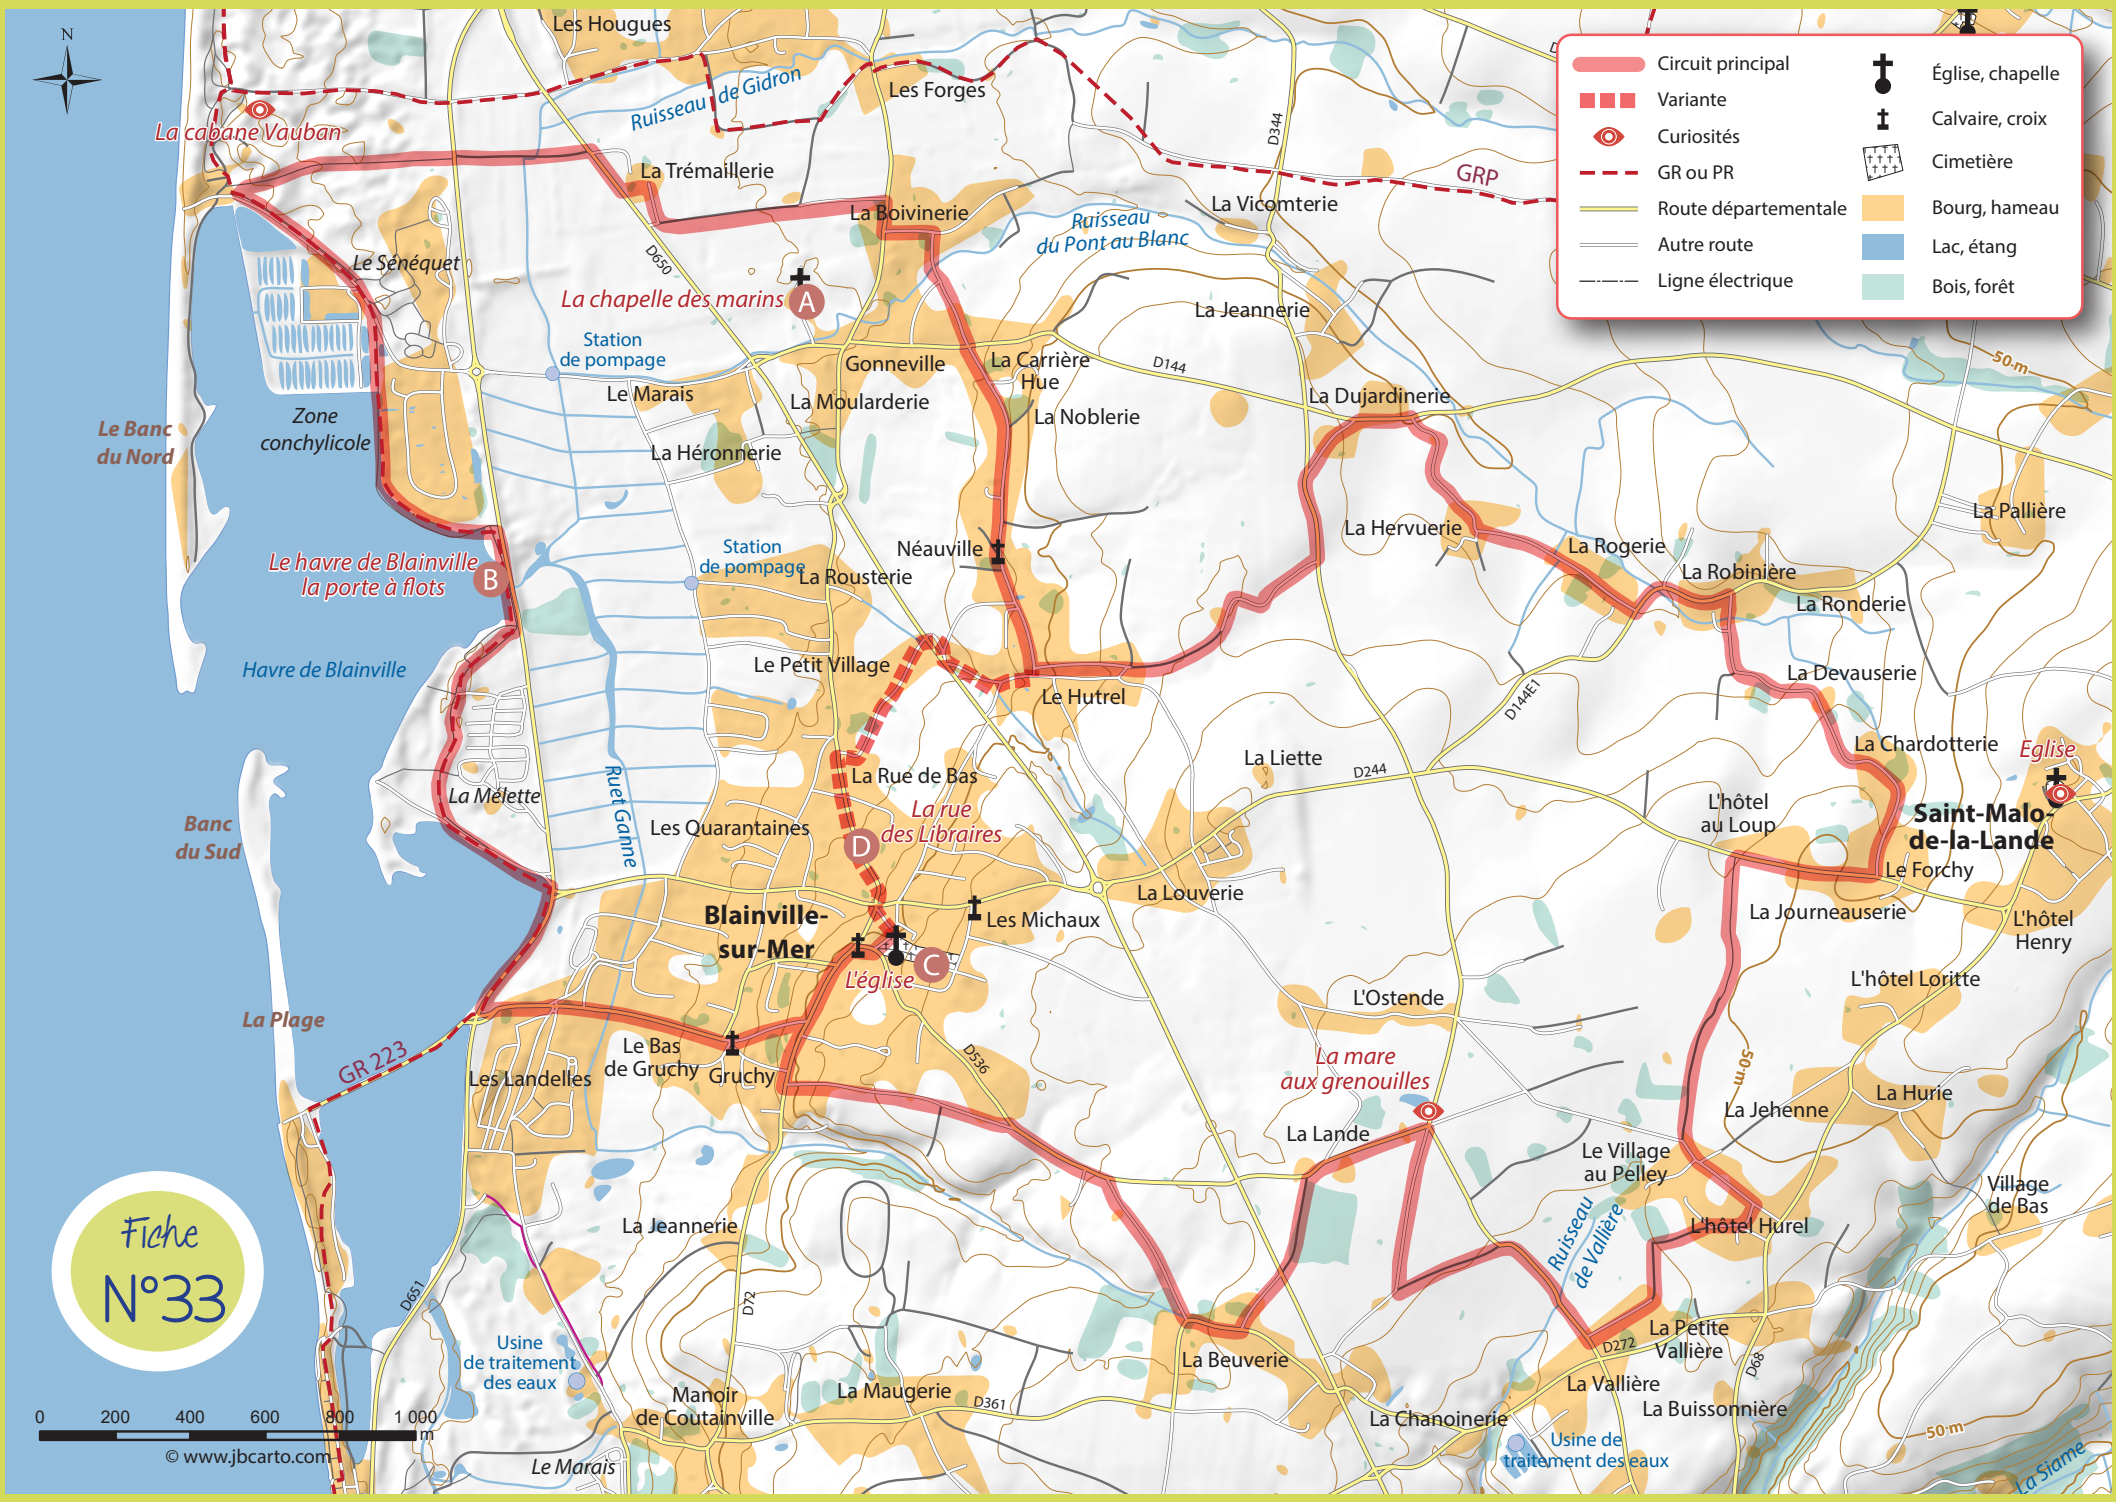 N
Les Hougues
Ruisseau de Gidron
Les Forges
La cabane Vauban
La Trémaillerie
D344
GRP
La Boivinerie
La Vicomterie
Ruisseau
du Pont au Blanc
Le Sénéquet
D650
La chapelle des marins
A
La Jeannerie
Station
de pompage
Gonneville
La Carrière
Hue
D144
Le Marais
La Moularderie
La Noblerie
La Dujardinerie
Le Banc
du Nord
Zone
conchylicole
La Héronnerie
50 m
La Pallière
La Hervuerie
La Rogerie
Le havre de Blainville
la porte à flots
B
Station
de pompage
Néauville
La Rousterie
La Robinière
La Ronderie
Havre de Blainville
Le Petit Village
Le Hutrel
La Devauserie
D144E1
La Chardotterie
Eglise
La Liette
D244
La Rue de Bas
La Mélette
Ruet Ganne
La rue
des Libraires
L'hôtel
au Loup
Saint-Malo-
de-la-Lande
Banc
du Sud
Les Quarantaines
D
Le Forchy
La Louverie
La Journeauserie
Blainville-
sur-Mer
Les Michaux
L'hôtel
Henry
C
L'église
L'hôtel Loritte
L'Ostende
La Plage
GR 223
Le Bas
de Gruchy
Gruchy
Les Landelles
D536
La mare
aux grenouilles
50 m
La Hurie
La Jehenne
La Lande
Le Village
au Pelley
Village
de Bas
La Jeannerie
L'hôtel Hurel
Ruisseau
de Vallière
D651
D72
La Petite
Vallière
D272
D68
Usine
de traitement
des eaux
La Beuverie
La Vallière
La Maugerie
D361
Manoir
de Coutainville
La Chanoinerie
La Buissonnière
Usine de
traitement des eaux
50 m
La Siame
Le Marais
Fiche
N°33
0 200 400 600 800 1 000
m
© www.jbcarto.com
D
Circuit principal
Variante
Curiosités
GR ou PR
Route départementale
Autre route
Ligne électrique
Église, chapelle
Calvaire, croix
Cimetière
Bourg, hameau
Lac, étang
Bois, forêt